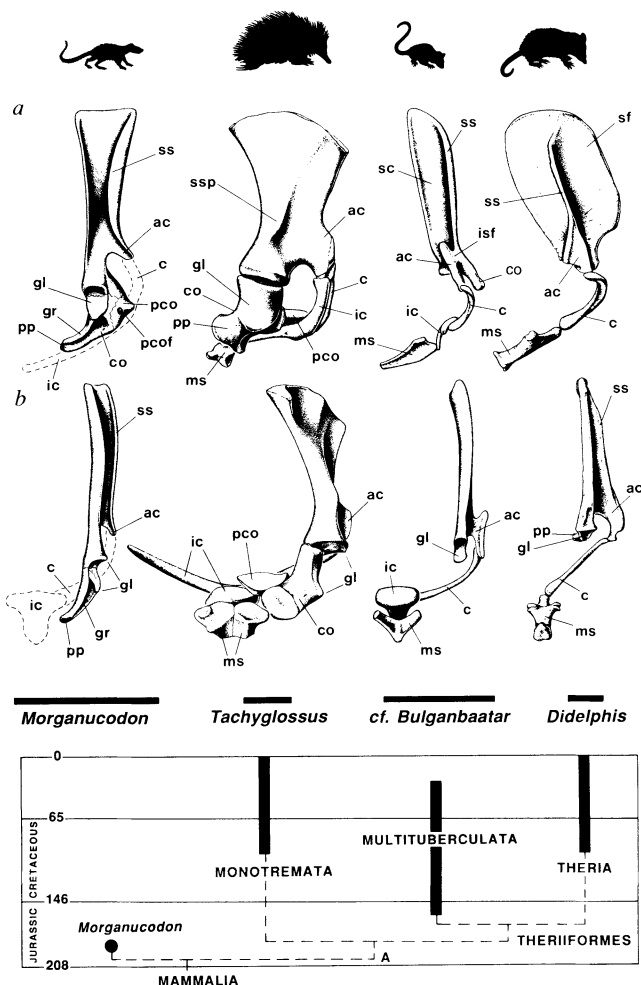 a
ss
ac
c
gl
pco
gr
pp
pcof
co
ic
ssp
ac
gl
c
co
ic
pp
pco
ms
ss
sc
isf
ac
co
c
ic
ms
sf
ss
ac
ms
c
b
ss
ac
c
gl
ic
gr
pp
ic
pco
ac
gl
co
ms
ac
gl
ic
c
ms
ss
ac
pp
gl
c
ms
Morganucodon Tachyglossus cf. Bulganbaatar Didelphis
0
65
146
208
JURASSIC CRETACEOUS
MULTITUBERCULATA
MONOTREMATA
THERIA
Morganucodon
THERIIFORMES
A
MAMMALIA